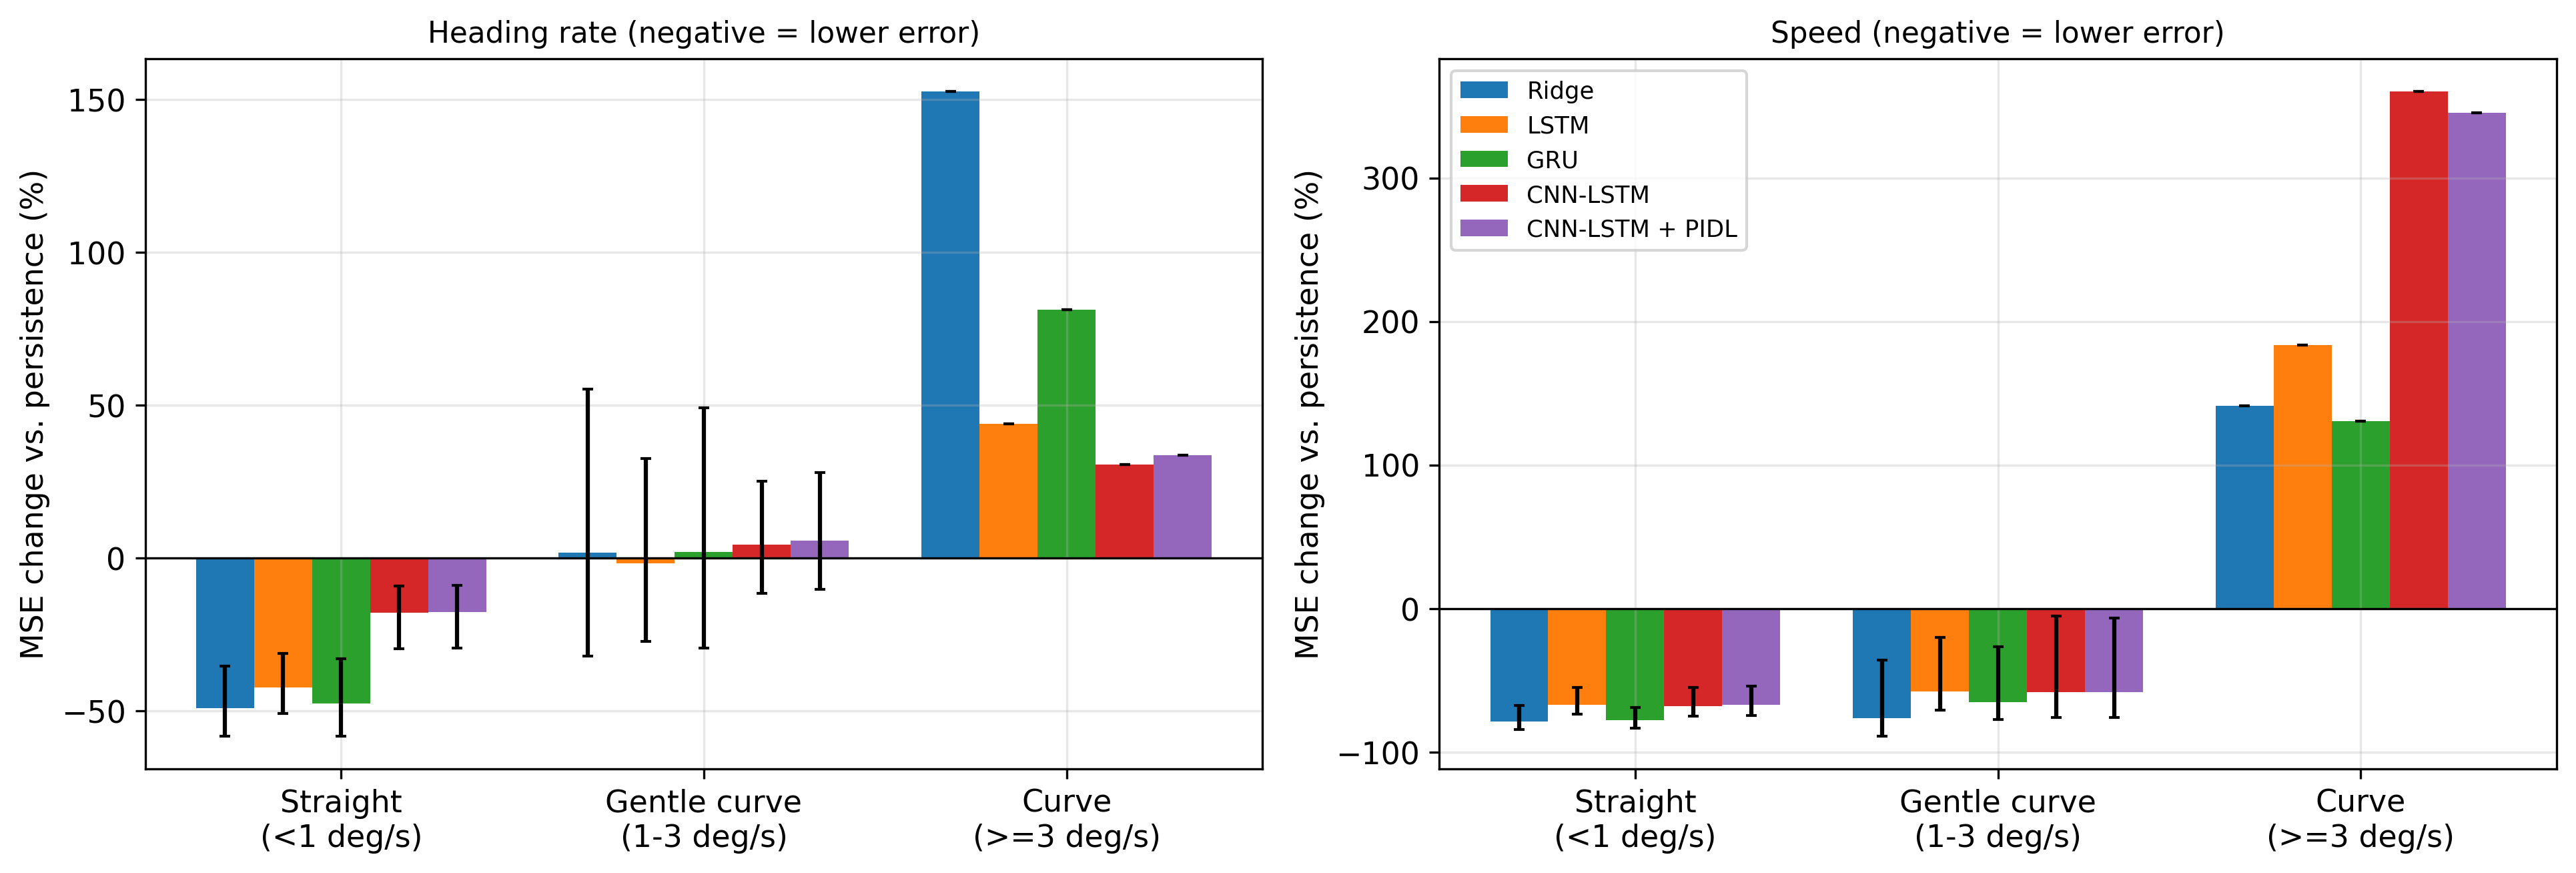 Heading rate (negative = lower error)
MSE change vs. persistence (%)
150
100
50
0
−50
Straight
(<1 deg/s)
Gentle curve
(1-3 deg/s)
Curve
(>=3 deg/s)
Speed (negative = lower error)
MSE change vs. persistence (%)
300
200
100
0
−100
Ridge
LSTM
GRU
CNN-LSTM
CNN-LSTM + PIDL
Straight
(<1 deg/s)
Gentle curve
(1-3 deg/s)
Curve
(>=3 deg/s)